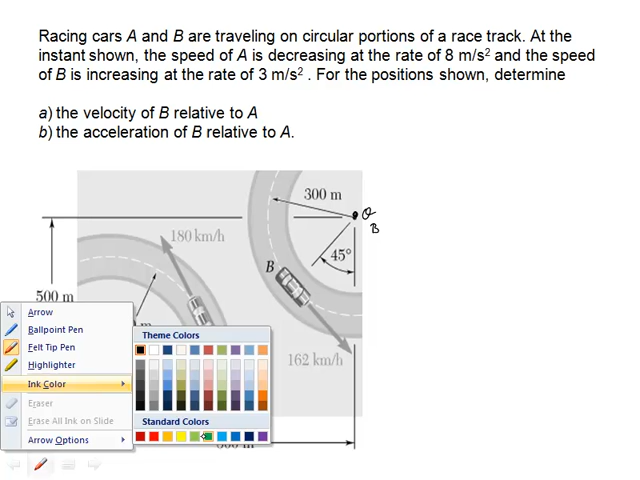 Racing cars A and B are traveling on circular portions of a race track. At the
instant shown, the speed of A is decreasing at the rate of 8 m/s² and the speed
of B is increasing at the rate of 3 m/s² . For the positions shown, determine
a) the velocity of B relative to A
b) the acceleration of B relative to A.
300 m
B
180 km/h
45°
B
500 m
162 km/h
Arrow
Ballpoint Pen
Felt Tip Pen
Highlighter
Ink Color
Eraser
Erase All Ink on Slide
Arrow Options
Theme Colors
Standard Colors